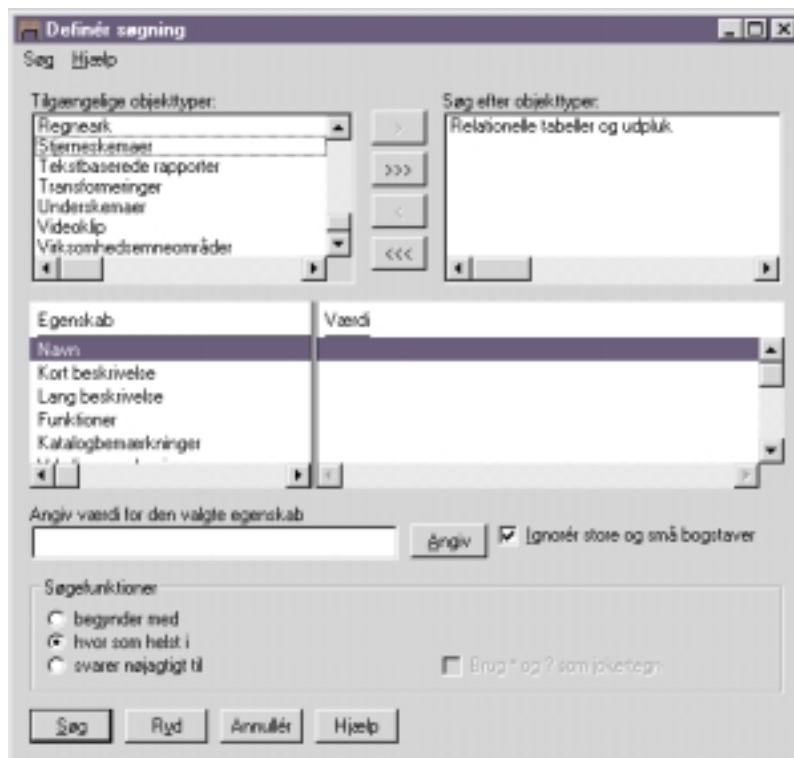 Definér søgning
Søg Hjælp
Tilgængelige objekttyper:
Regneark
Stjerneskemaer
Tekstbaserede rapporter
Transformeringer
Underskemaer
Videoklip
Virksomhedsemneområder
>
>>>
<
<<<
Søg efter objekttyper:
Relationelle tabeller og udpluk
Egenskab Værdi
Navn
Kort beskrivelse
Lang beskrivelse
Funktioner
Katalogbemærkninger
Angiv værdi for den valgte egenskab
Angiv Ignorér store og små bogstaver
Søgefunktioner
begynder med
hvor som helst i
svarer nøjagtigt til
Brug * og ? som jokertegn
Søg Ryd Annullér Hjælp